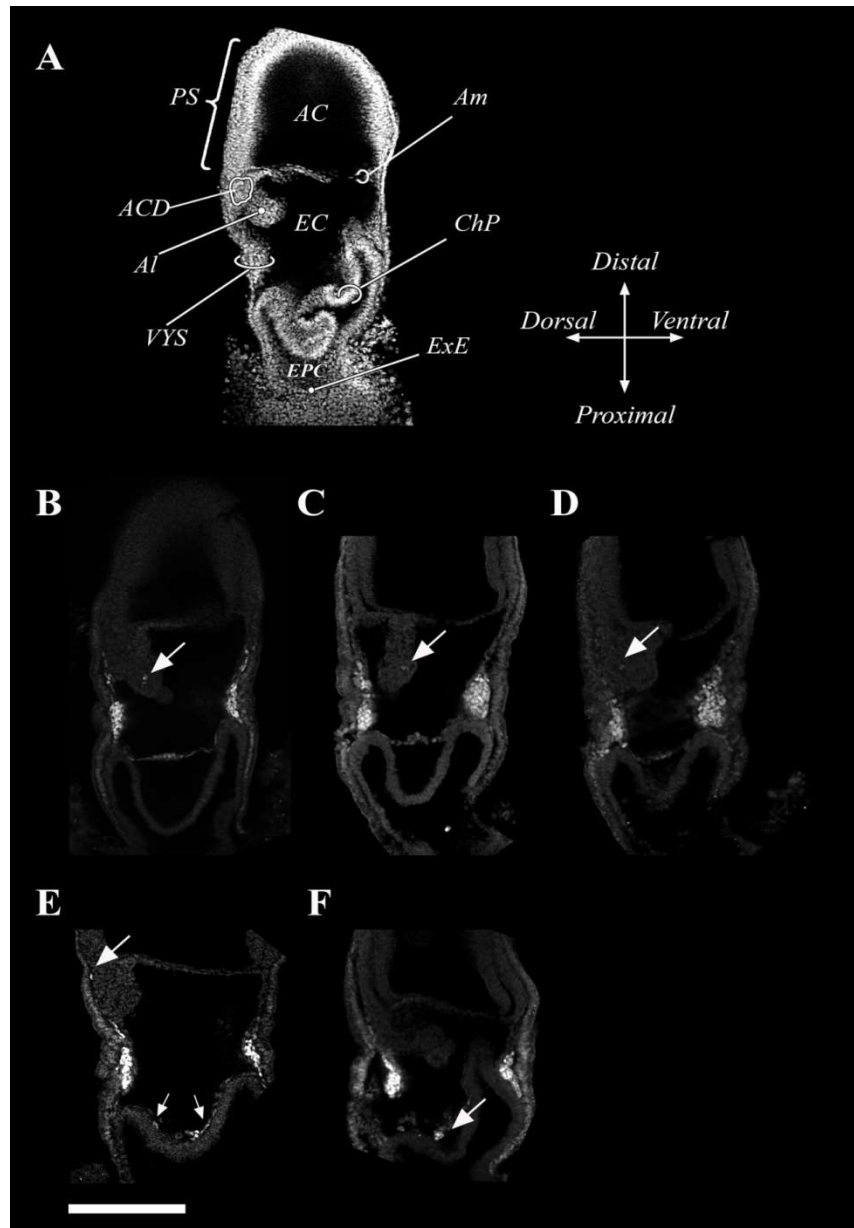 A
PS
AC
Am
ACD
EC
ChP
Al
VYS
EPC
ExE
Distal
Dorsal Ventral
Proximal
B
C
D
E
F